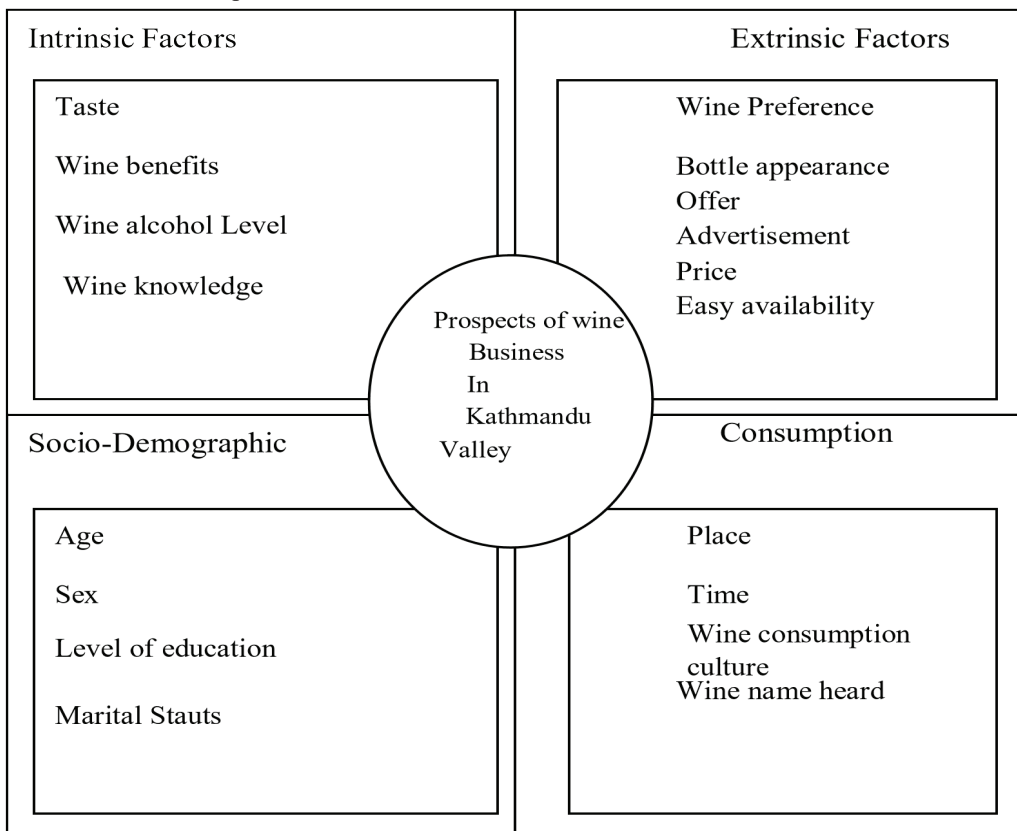 Intrinsic Factors
Taste
Wine benefits
Wine alcohol Level
Wine knowledge
Extrinsic Factors
Wine Preference
Bottle appearance
Offer
Advertisement
Price
Easy availability
Prospects of wine
Business
In
Kathmandu
Valley
Socio-Demographic
Age
Sex
Level of education
Marital Stauts
Consumption
Place
Time
Wine consumption
culture
Wine name heard